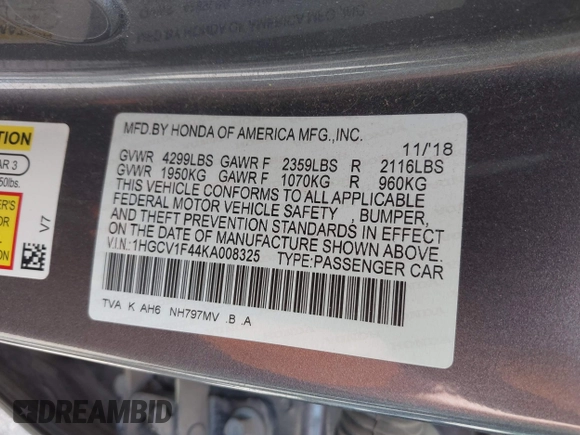 MFD.BY HONDA OF AMERICA MFG.,INC.
11/'18
GVWR 4299LBS GAWR F 2359LBS R 2116LBS
GVWR 1950KG GAWR F 1070KG R 960KG
THIS VEHICLE CONFORMS TO ALL APPLICABLE
FEDERAL MOTOR VEHICLE SAFETY , BUMPER,
AND THEFT PREVENTION STANDARDS IN EFFECT
ON THE DATE OF MANUFACTURE SHOWN ABOVE.
V.I.N.:1HGCV1F44KA008325 TYPE:PASSENGER CAR
TVA K AH6 NH797MV .B .A
V7
DREAMBID